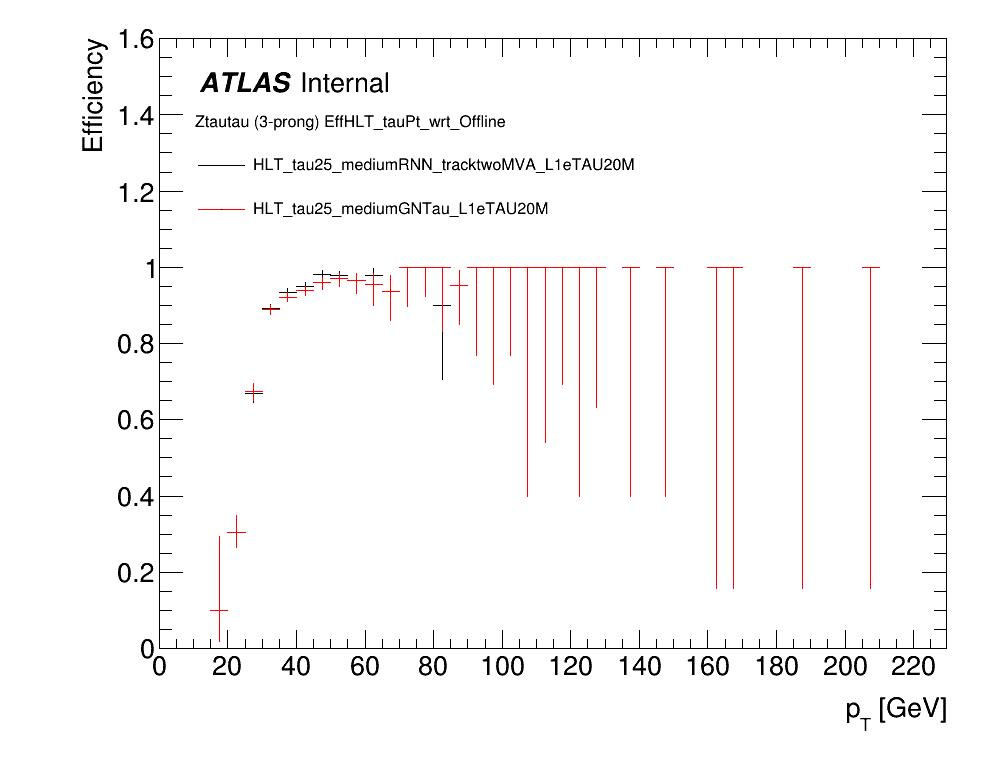 Efficiency
1.6
1.4
1.2
1
0.8
0.6
0.4
0.2
0
ATLAS Internal
Ztautau (3-prong) EffHLT_tauPt_wrt_Offline
HLT_tau25_mediumRNN_tracktwoMVA_L1eTAU20M
HLT_tau25_mediumGNTau_L1eTAU20M
0 20 40 60 80 100 120 140 160 180 200 220
p_T [GeV]